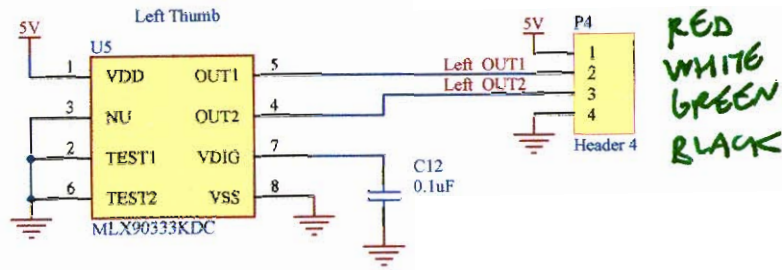 Left Thumb
5V
U5
1 VDD OUT1 5
3 NU OUT2 4
2 TEST1 VDIG 7
6 TEST2 VSS 8
MLX90333KDC
C12
0.1uF
Left OUT1
Left OUT2
5V
P4
1
2
3
4
Header 4
RED
WHITE
GREEN
BLACK